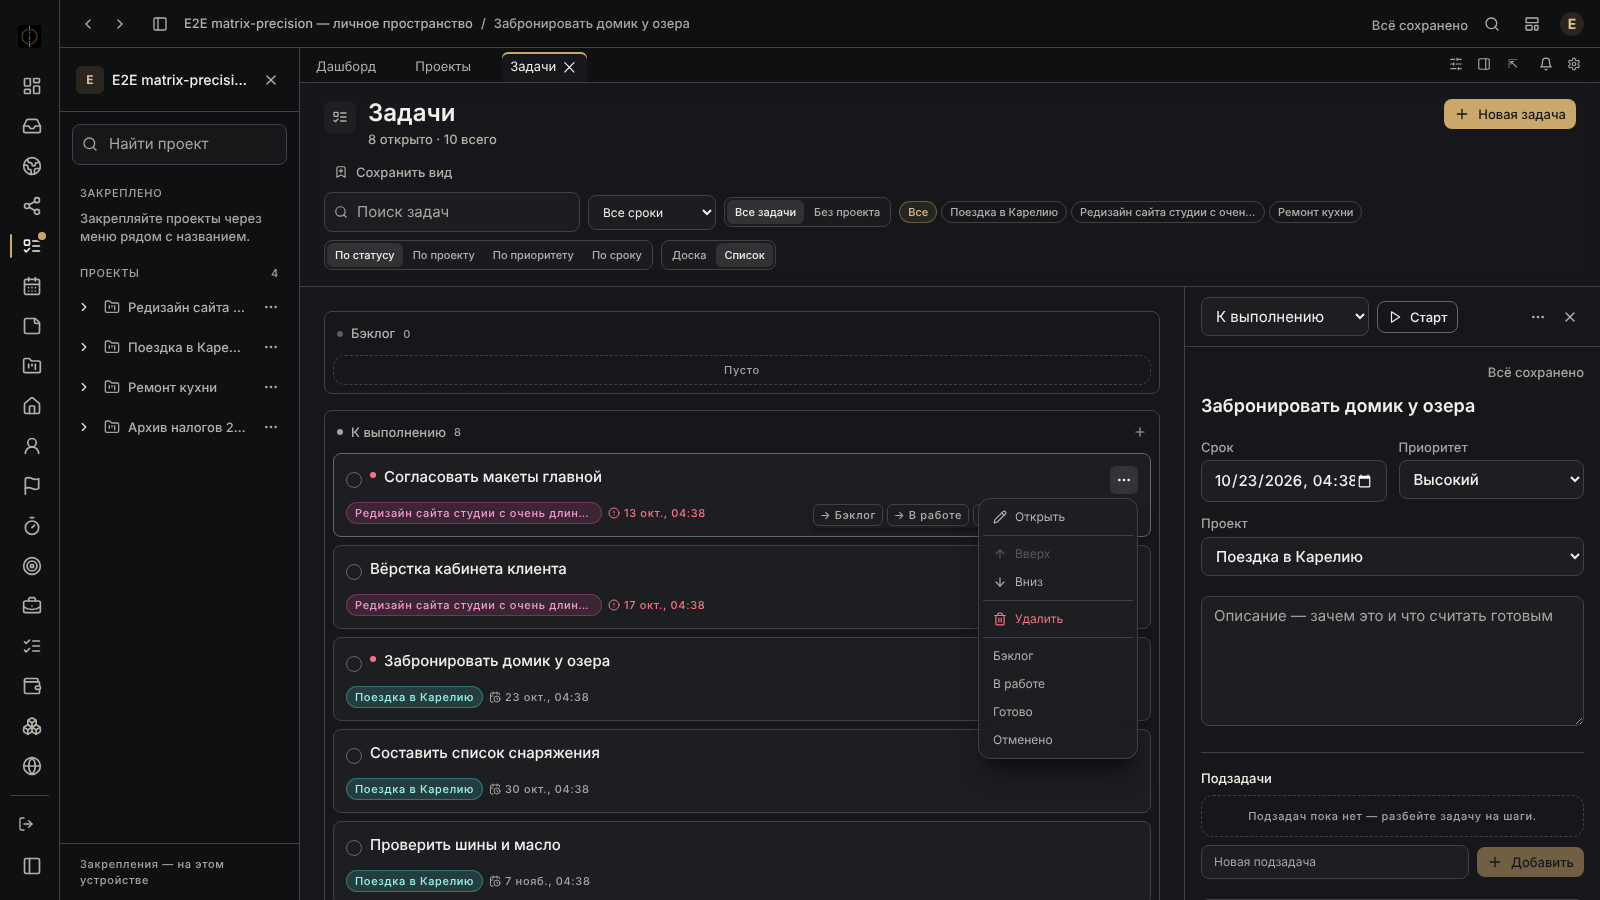 E2E matrix-precision — личное пространство / Забронировать домик у озера
Всё сохранено
E
E
E2E matrix-precisi...
Найти проект
ЗАКРЕПЛЕНО
Закрепляйте проекты через
меню рядом с названием.
ПРОЕКТЫ 4
Редизайн сайта ...
Поездка в Каре...
Ремонт кухни
Архив налогов 2...
Закрепления — на этом
устройстве
Дашборд Проекты Задачи
Задачи
8 открыто · 10 всего
Новая задача
Сохранить вид
Поиск задач
Все сроки
Все задачи Без проекта
Все Поездка в Карелию Редизайн сайта студии с очен... Ремонт кухни
По статусу По проекту По приоритету По сроку
Доска Список
Бэклог 0
Пусто
К выполнению 8
Согласовать макеты главной
Редизайн сайта студии с очень длин... 13 окт., 04:38
→ Бэклог → В работе
Вёрстка кабинета клиента
Редизайн сайта студии с очень длин... 17 окт., 04:38
Забронировать домик у озера
Поездка в Карелию 23 окт., 04:38
Составить список снаряжения
Поездка в Карелию 30 окт., 04:38
Проверить шины и масло
Поездка в Карелию 7 нояб., 04:38
Открыть
Вверх
Вниз
Удалить
Бэклог
В работе
Готово
Отменено
К выполнению
Старт
Всё сохранено
Забронировать домик у озера
Срок Приоритет
10/23/2026, 04:38 Высокий
Проект
Поездка в Карелию
Описание — зачем это и что считать готовым
Подзадачи
Подзадач пока нет — разбейте задачу на шаги.
Новая подзадача
Добавить